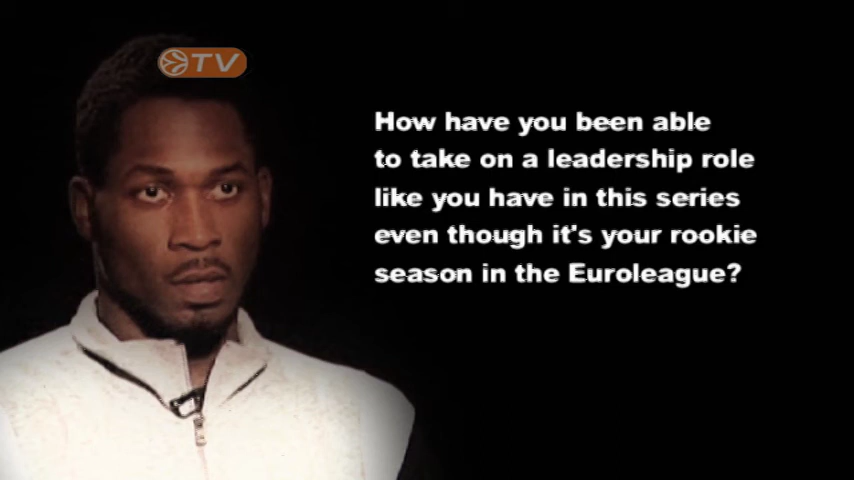 TV
How have you been able
to take on a leadership role
like you have in this series
even though it's your rookie
season in the Euroleague?